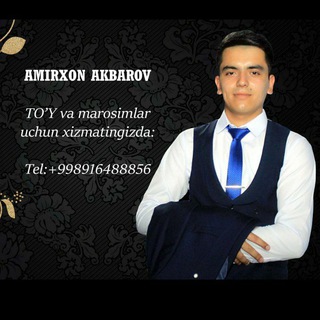 AMIRXON AKBAROV
TO’Y va marosimlar
uchun xizmatingizda:
Tel:+998916488856